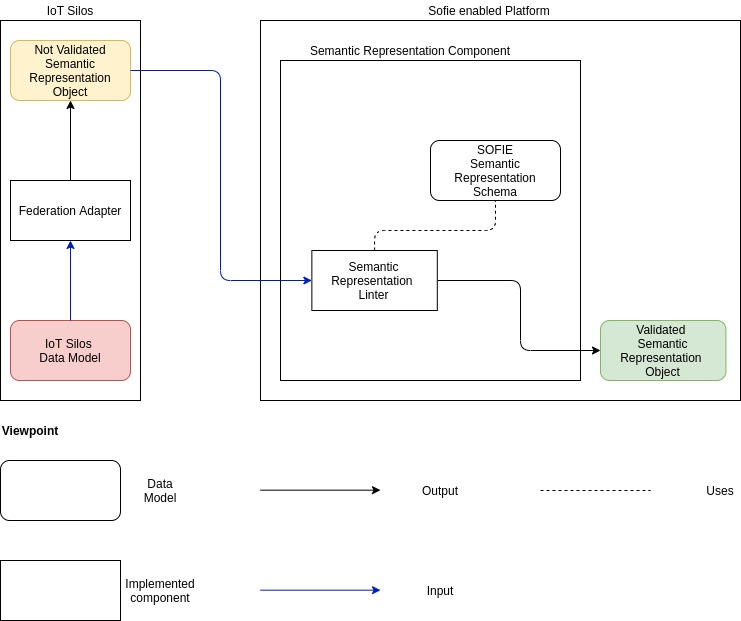 IoT Silos
Sofie enabled Platform
Not Validated
Semantic
Representation
Object
Semantic Representation Component
SOFIE
Semantic
Representation
Schema
Federation Adapter
Semantic
Representation
Linter
IoT Silos
Data Model
Validated
Semantic
Representation
Object
Viewpoint
Data
Model
Output
Uses
Implemented
component
Input